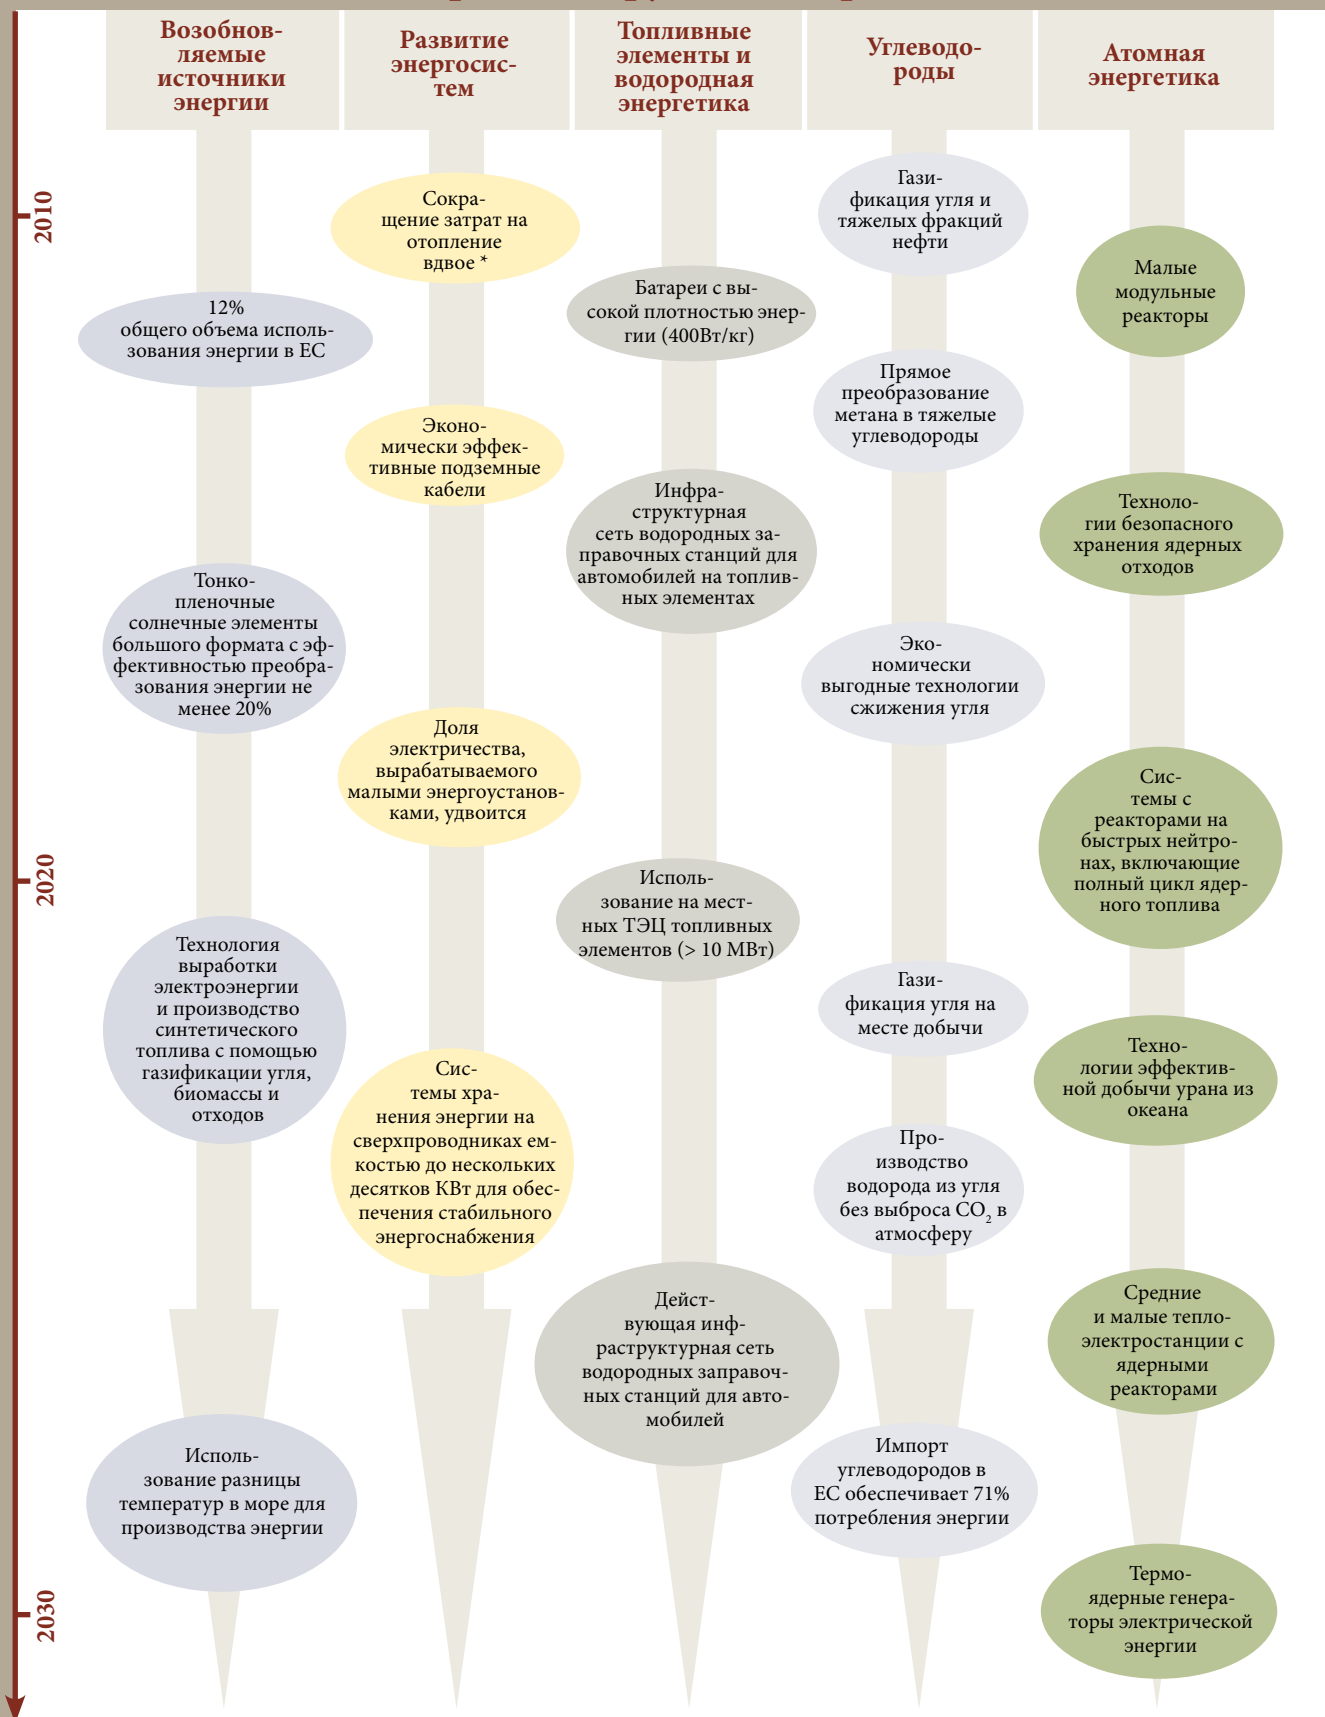 Возобнов-
ляемые
источники
энергии
Развитие
энергосис-
тем
Топливные
элементы и
водородная
энергетика
Углеводо-
роды
Атомная
энергетика
2010
2020
2030
12%
общего объема исполь-
зования энергии в ЕС
Тонко-
пленочные
солнечные элементы
большого формата с эф-
фективностью преобра-
зования энергии не
менее 20%
Технология
выработки
электроэнергии
и производство
синтетического
топлива с помощью
газификации угля,
биомассы и
отходов
Исполь-
зование разницы
температур в море для
производства энергии
Сокра-
щение затрат на
отопление
вдвое *
Эконо-
мически эффек-
тивные подземные
кабели
Доля
электричества,
вырабатываемого
малыми энергоустанов-
ками, удвоится
Сис-
темы хра-
нения энергии на
сверхпроводниках ем-
костью до нескольких
десятков КВт для обес-
печения стабильного
энергоснабжения
Батареи с вы-
сокой плотностью энер-
гии (400Вт/кг)
Инфра-
структурная
сеть водородных за-
правочных станций для
автомобилей на топлив-
ных элементах
Исполь-
зование на мест-
ных ТЭЦ топливных
элементов (> 10 МВт)
Дейст-
вующая инф-
раструктурная сеть
водородных заправоч-
ных станций для авто-
мобилей
Гази-
фикация угля и
тяжелых фракций
нефти
Прямое
преобразование
метана в тяжелые
углеводороды
Эко-
номически
выгодные технологии
сжижения угля
Гази-
фикация угля на
месте добычи
Про-
изводство
водорода из угля
без выброса CO₂ в
атмосферу
Импорт
углеводородов в
ЕС обеспечивает 71%
потребления энергии
Малые
модульные
реакторы
Техноло-
гии безопасного
хранения ядерных
отходов
Сис-
темы с
реакторами на
быстрых нейтро-
нах, включающие
полный цикл ядер-
ного топлива
Техно-
логии эффектив-
ной добычи урана из
океана
Средние
и малые тепло-
электростанции с
ядерными
реакторами
Термо-
ядерные генера-
торы электрической
энергии